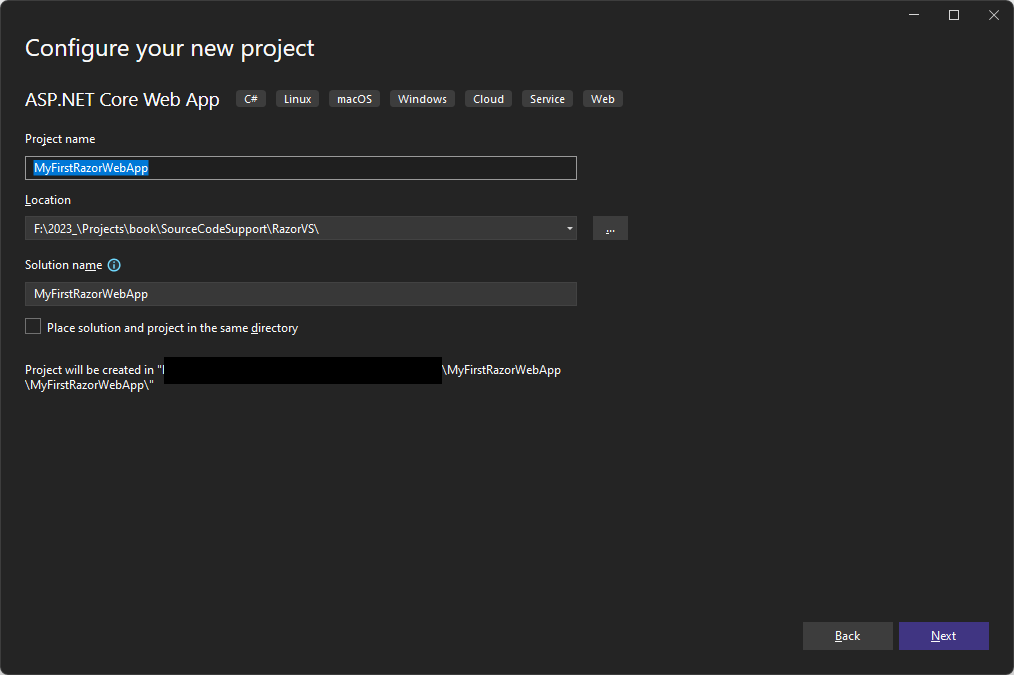 Configure your new project
ASP.NET Core Web App C# Linux macOS Windows Cloud Service Web
Project name
MyFirstRazorWebApp
Location
F:\2023_\Projects\book\SourceCodeSupport\RazorVS\
...
Solution name
MyFirstRazorWebApp
Place solution and project in the same directory
Project will be created in " \MyFirstRazorWebApp
\MyFirstRazorWebApp\"
Back Next